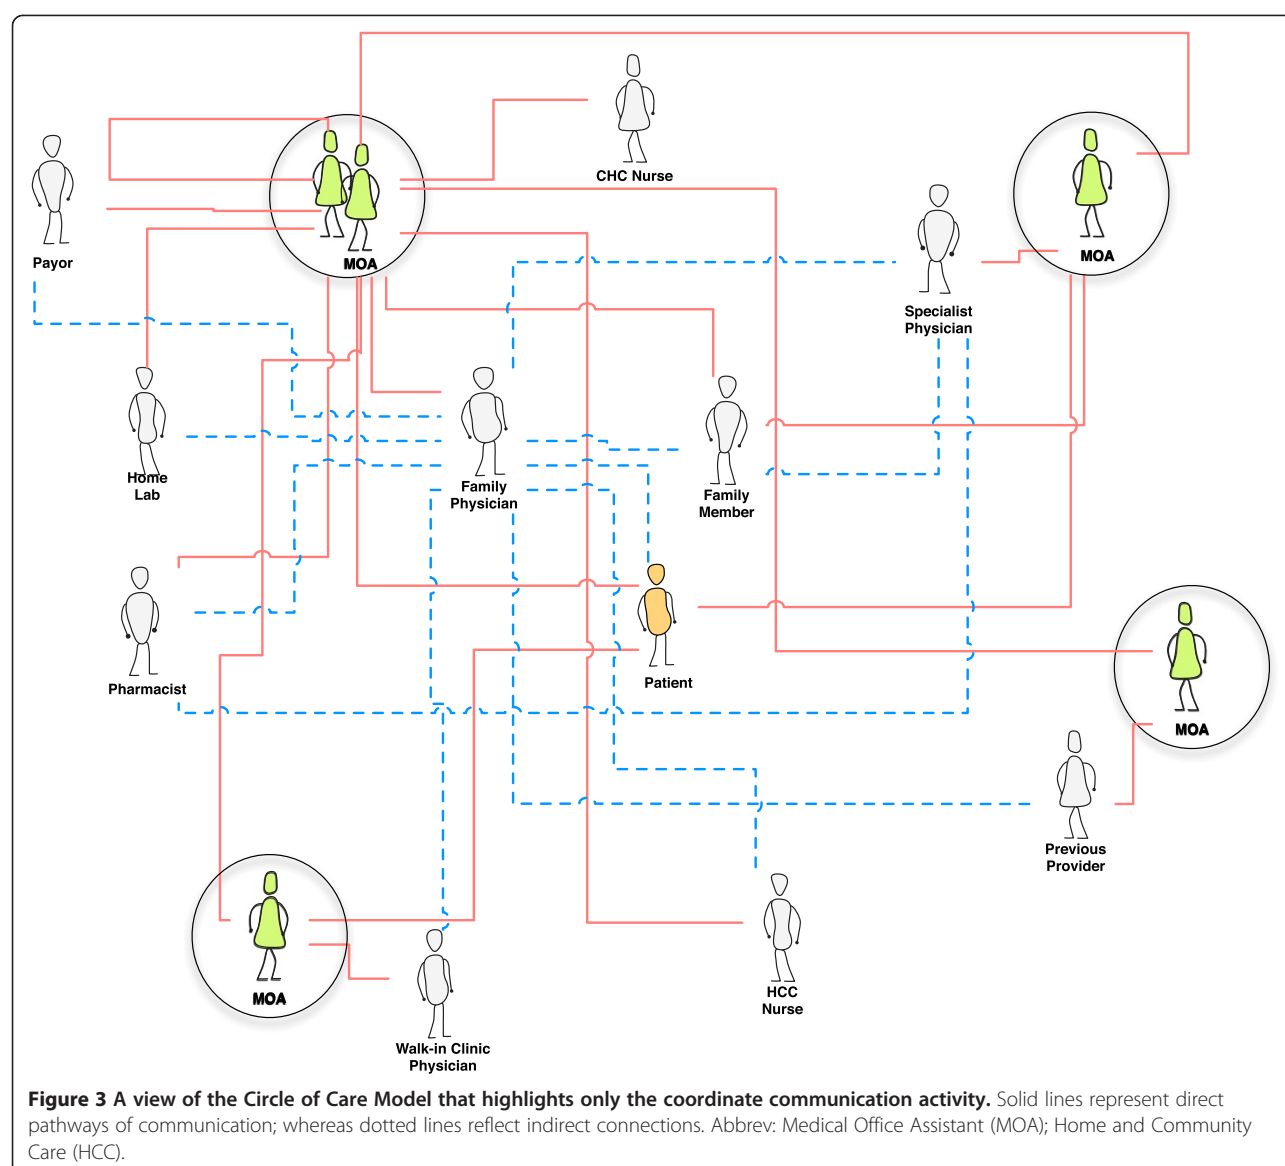 CHC Nurse
MOA
MOA
Payor
Specialist
Physician
Home
Lab
Family
Physician
Family
Member
Pharmacist
Patient
MOA
Previous
Provider
MOA
HCC
Nurse
Walk-in Clinic
Physician
Figure 3 A view of the Circle of Care Model that highlights only the coordinate communication activity. Solid lines represent direct
pathways of communication; whereas dotted lines reflect indirect connections. Abbrev: Medical Office Assistant (MOA); Home and Community
Care (HCC).